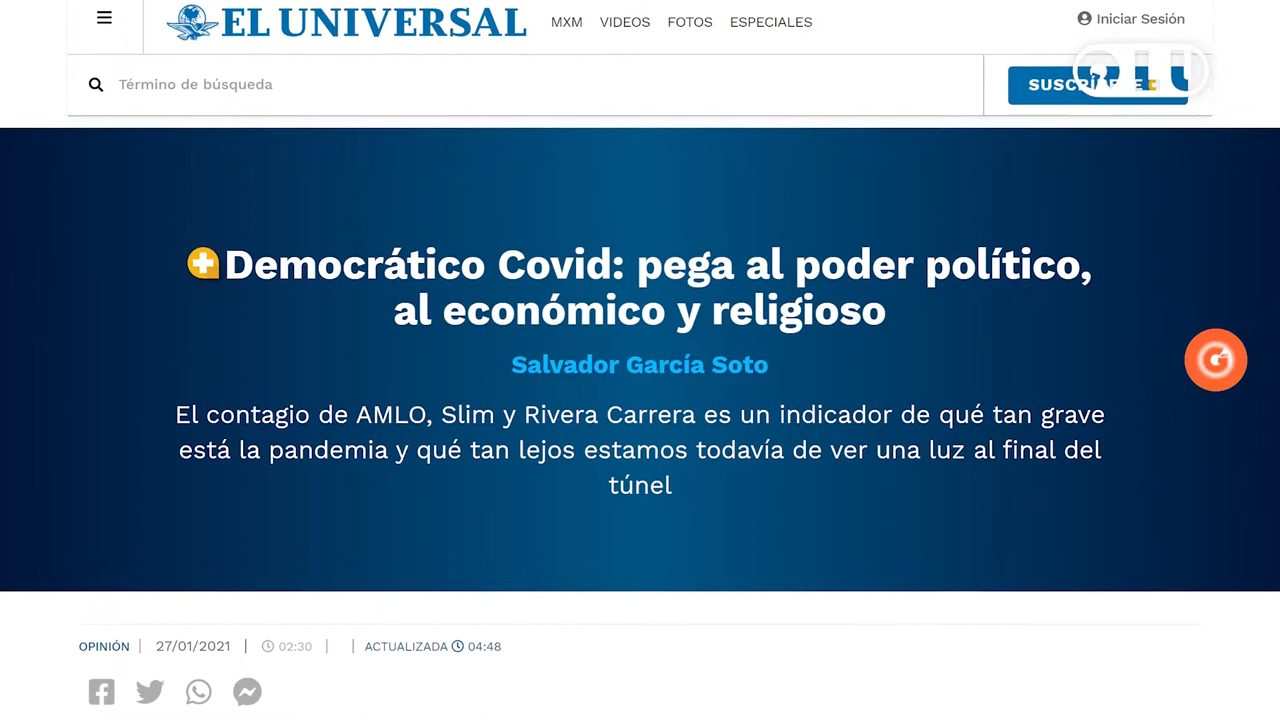 EL UNIVERSAL
MXM VIDEOS FOTOS ESPECIALES
Iniciar Sesión
Término de búsqueda
Democrático Covid: pega al poder político,
al económico y religioso
Salvador García Soto
El contagio de AMLO, Slim y Rivera Carrera es un indicador de qué tan grave
está la pandemia y qué tan lejos estamos todavía de ver una luz al final del
túnel
OPINIÓN | 27/01/2021 | 02:30 | | ACTUALIZADA 04:48